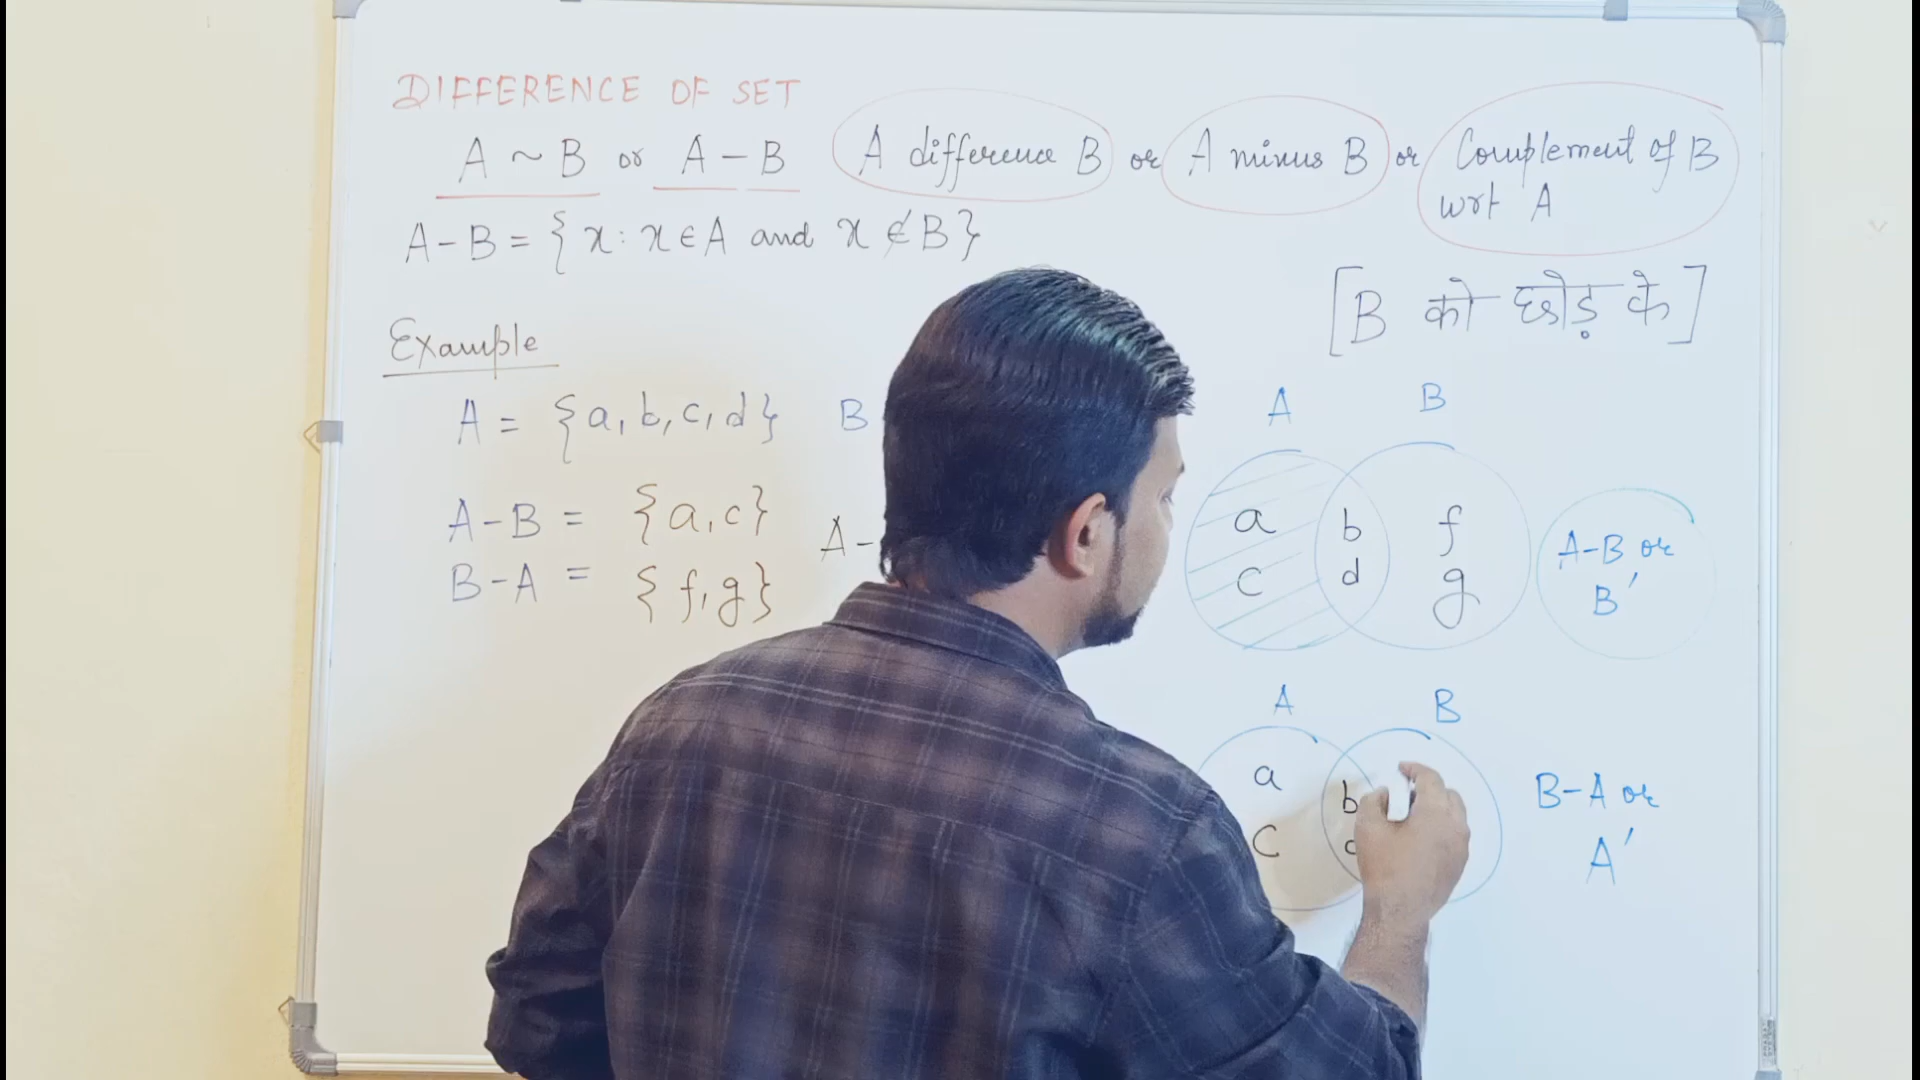 DIFFERENCE OF SET
A ~ B or A - B A difference B or A minus B or Complement of B
wrt A
A - B = { x : x ∈ A and x ∉ B }
[B को छोड़ के]
Example
A = {a, b, c, d} B
A - B = {a, c} A -
B - A = {f, g}
A B
a b f
c d g
A-B or
B'
A B
a b
C
B-A or
A'